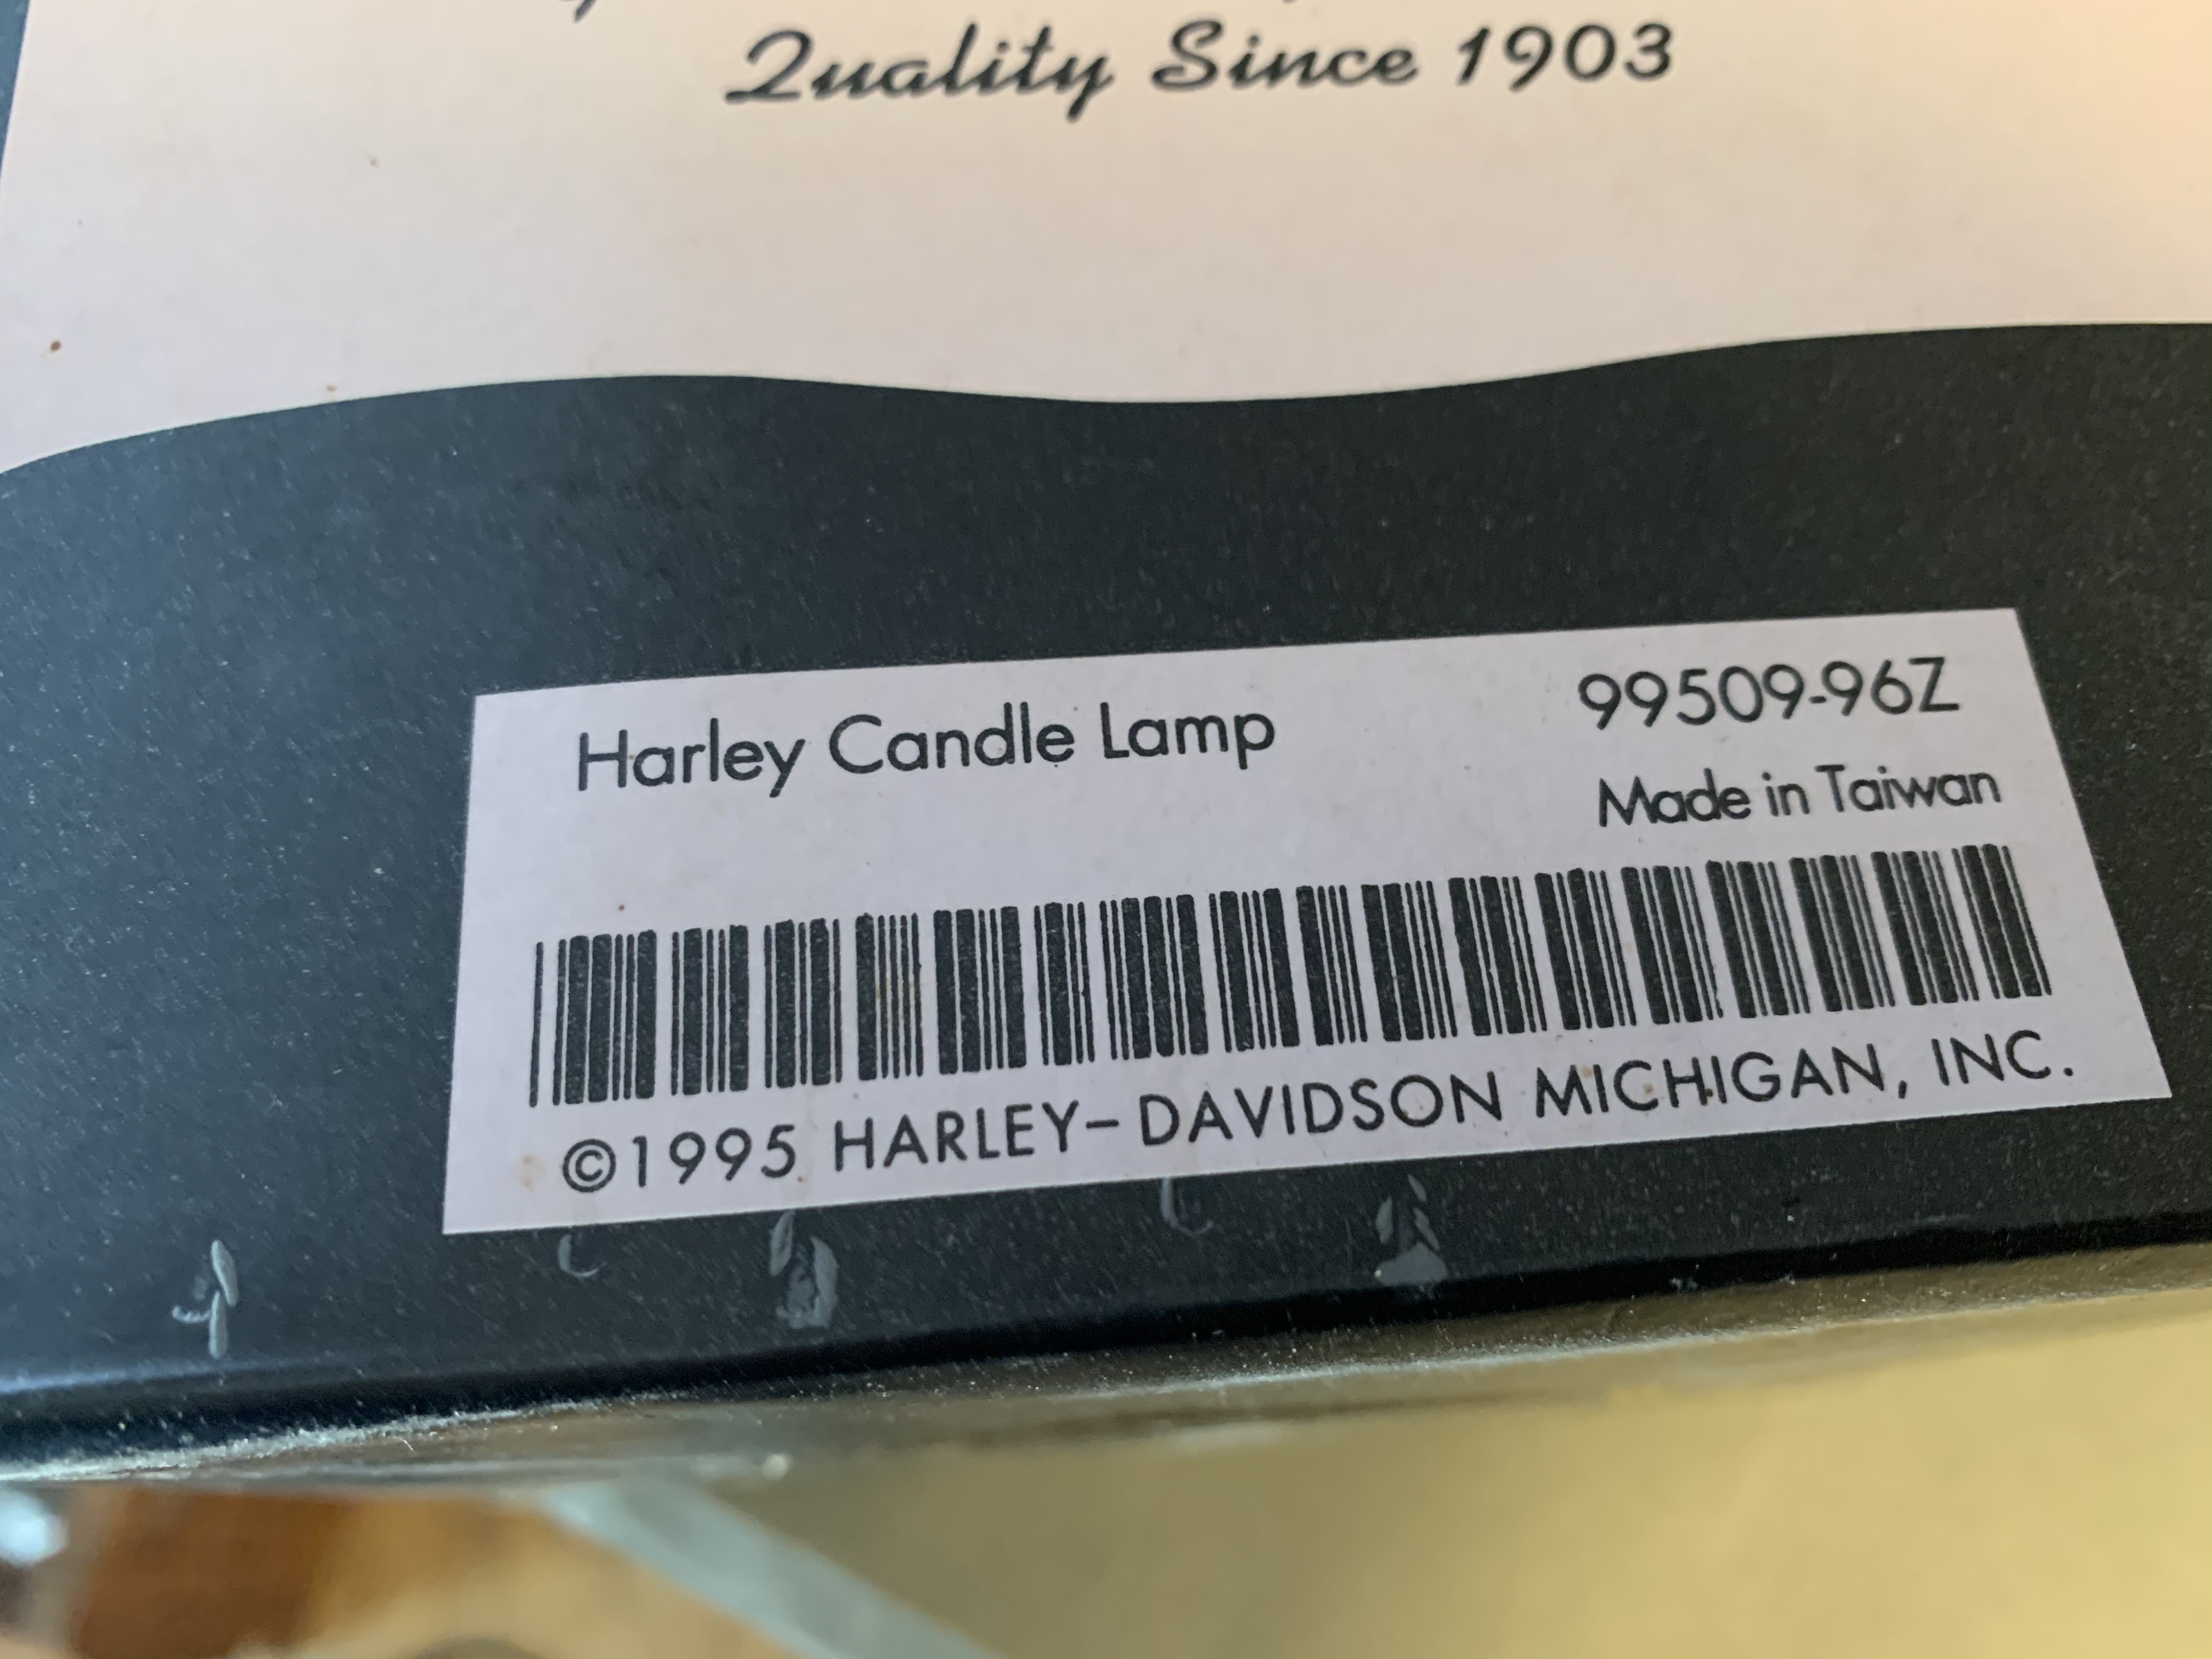 Quality Since 1903
Harley Candle Lamp
99509-96Z
Made in Taiwan
©1995 HARLEY-DAVIDSON MICHIGAN, INC.